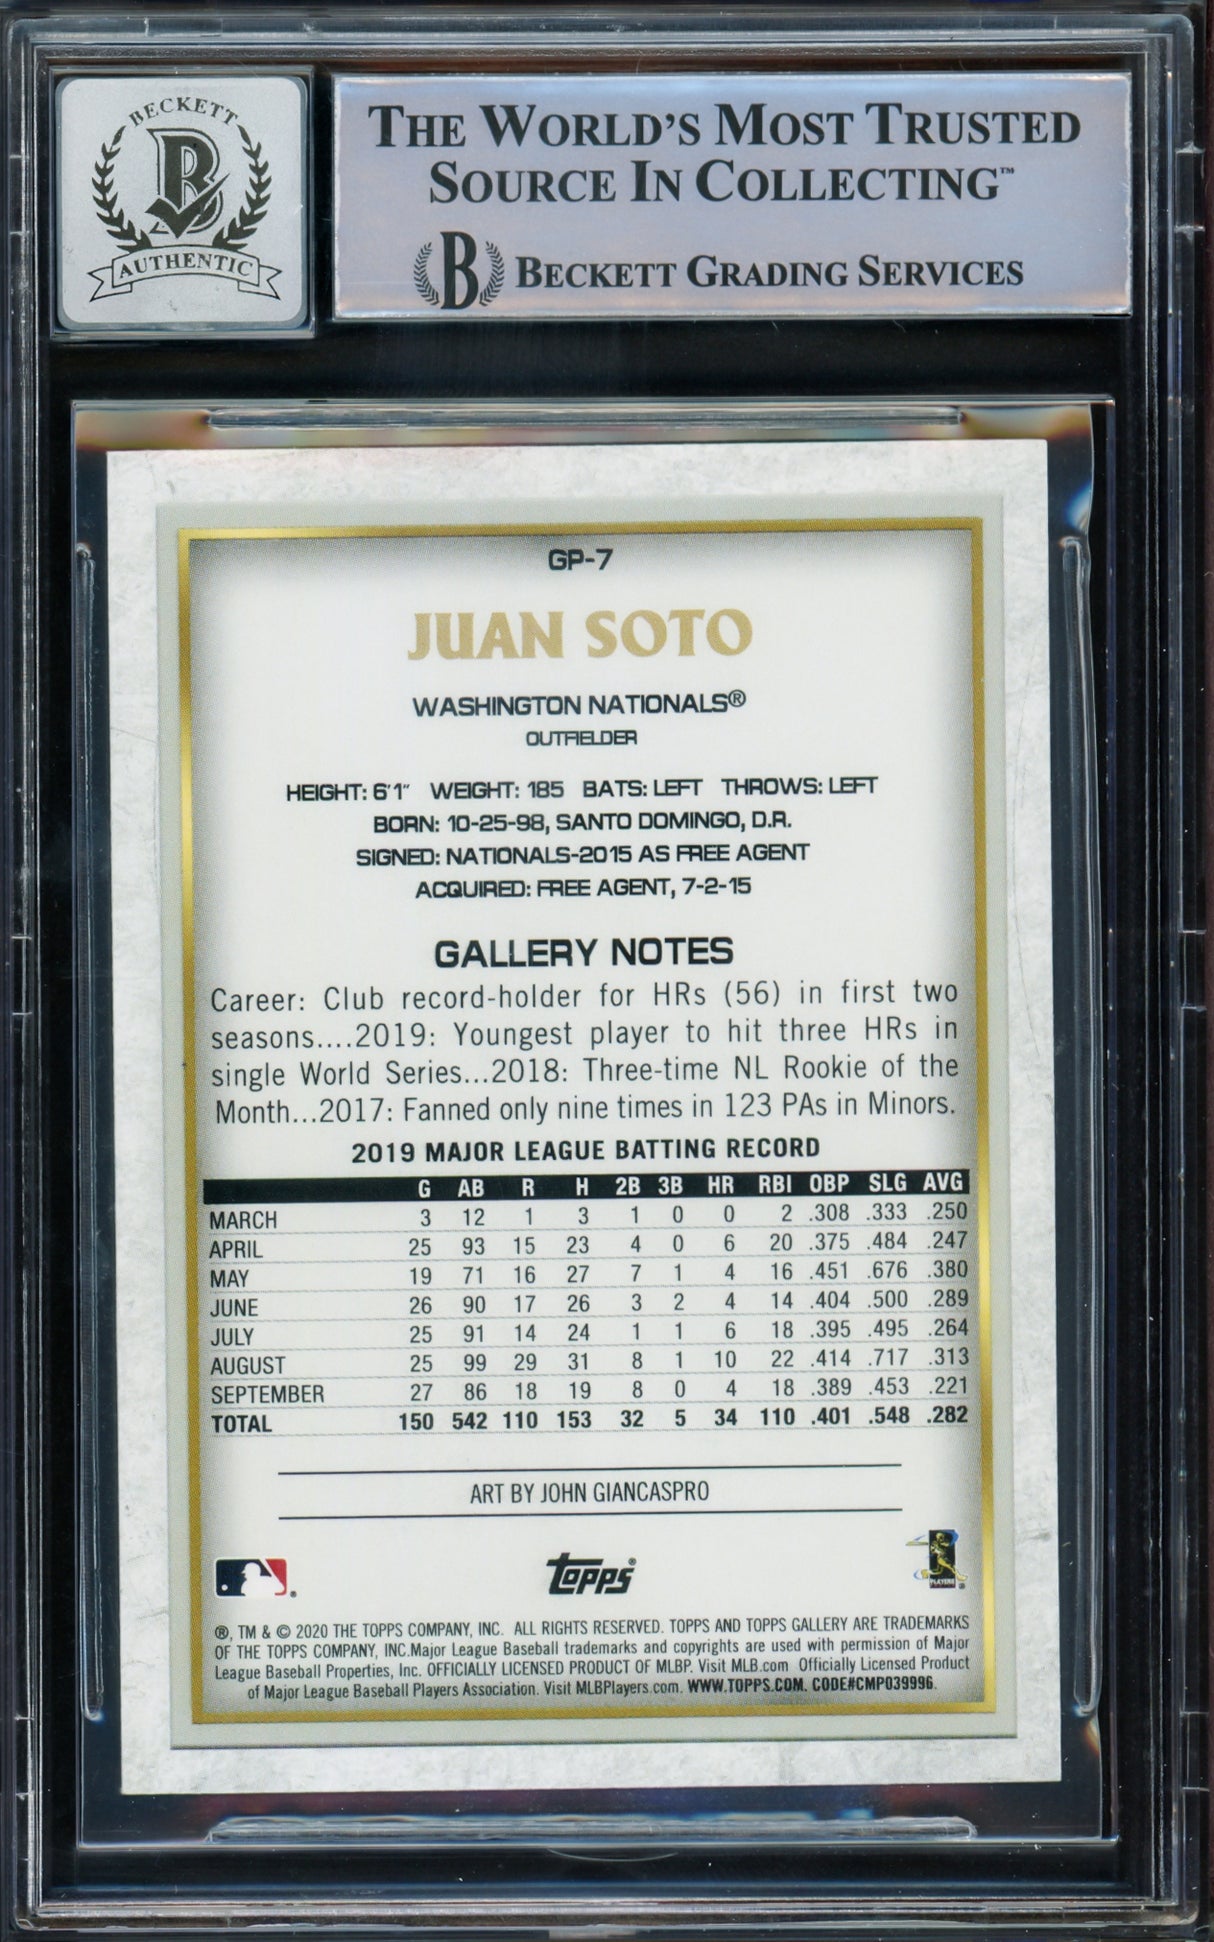 BECKETT
B
AUTHENTIC
THE WORLD'S MOST TRUSTED
SOURCE IN COLLECTING™
B BECKETT GRADING SERVICES
GP-7
JUAN SOTO
WASHINGTON NATIONALS®
OUTFIELDER
HEIGHT: 6'1" WEIGHT: 185 BATS: LEFT THROWS: LEFT
BORN: 10-25-98, SANTO DOMINGO, D.R.
SIGNED: NATIONALS-2015 AS FREE AGENT
ACQUIRED: FREE AGENT, 7-2-15
GALLERY NOTES
Career: Club record-holder for HRs (56) in first two
seasons....2019: Youngest player to hit three HRs in
single World Series...2018: Three-time NL Rookie of the
Month...2017: Fanned only nine times in 123 PAs in Minors.
2019 MAJOR LEAGUE BATTING RECORD
G AB R H 2B 3B HR RBI OBP SLG AVG
MARCH 3 12 1 3 1 0 0 2 .308 .333 .250
APRIL 25 93 15 23 4 0 6 20 .375 .484 .247
MAY 19 71 16 27 7 1 4 16 .451 .676 .380
JUNE 26 90 17 26 3 2 4 14 .404 .500 .289
JULY 25 91 14 24 1 1 6 18 .395 .495 .264
AUGUST 25 99 29 31 8 1 10 22 .414 .717 .313
SEPTEMBER 27 86 18 19 8 0 4 18 .389 .453 .221
TOTAL 150 542 110 153 32 5 34 110 .401 .548 .282
ART BY JOHN GIANCASPRO
topps®
PLAYERS
®, TM & © 2020 THE TOPPS COMPANY, INC. ALL RIGHTS RESERVED. TOPPS AND TOPPS GALLERY ARE TRADEMARKS
OF THE TOPPS COMPANY, INC.Major League Baseball trademarks and copyrights are used with permission of Major
League Baseball Properties, Inc. OFFICIALLY LICENSED PRODUCT OF MLBP. Visit MLB.com Officially Licensed Product
of Major League Baseball Players Association. Visit MLBPlayers.com. WWW.TOPPS.COM. CODE#CMP039996.